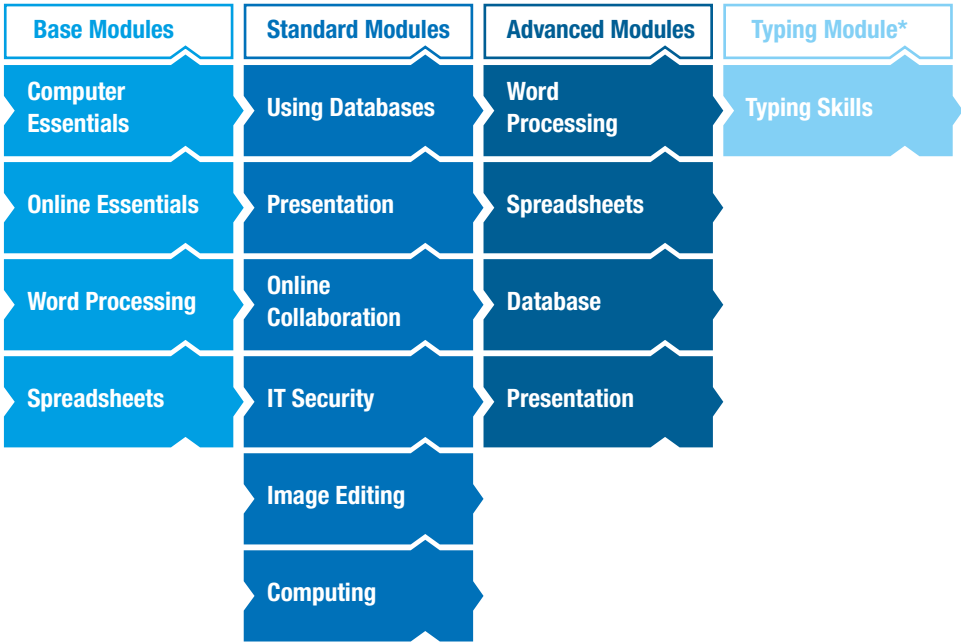 Base Modules
Computer
Essentials
Online Essentials
Word Processing
Spreadsheets
Standard Modules
Using Databases
Presentation
Online
Collaboration
IT Security
Image Editing
Computing
Advanced Modules
Word
Processing
Spreadsheets
Database
Presentation
Typing Module*
Typing Skills